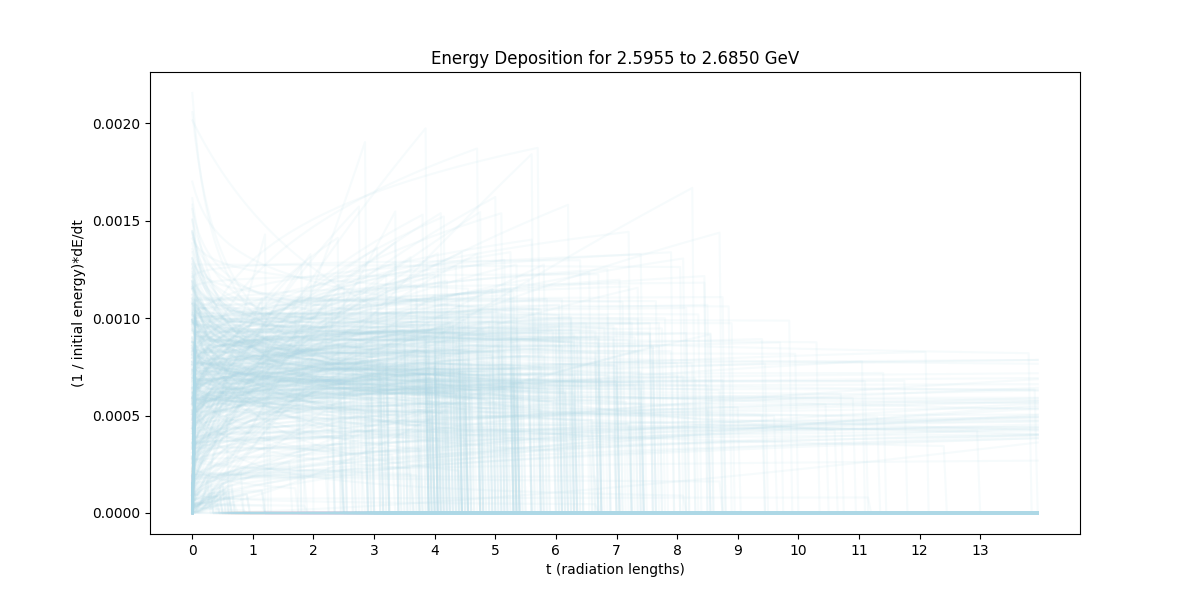 Energy Deposition for 2.5955 to 2.6850 GeV
(1 / initial energy)*dE/dt
0.0020
0.0015
0.0010
0.0005
0.0000
0 1 2 3 4 5 6 7 8 9 10 11 12 13
t (radiation lengths)